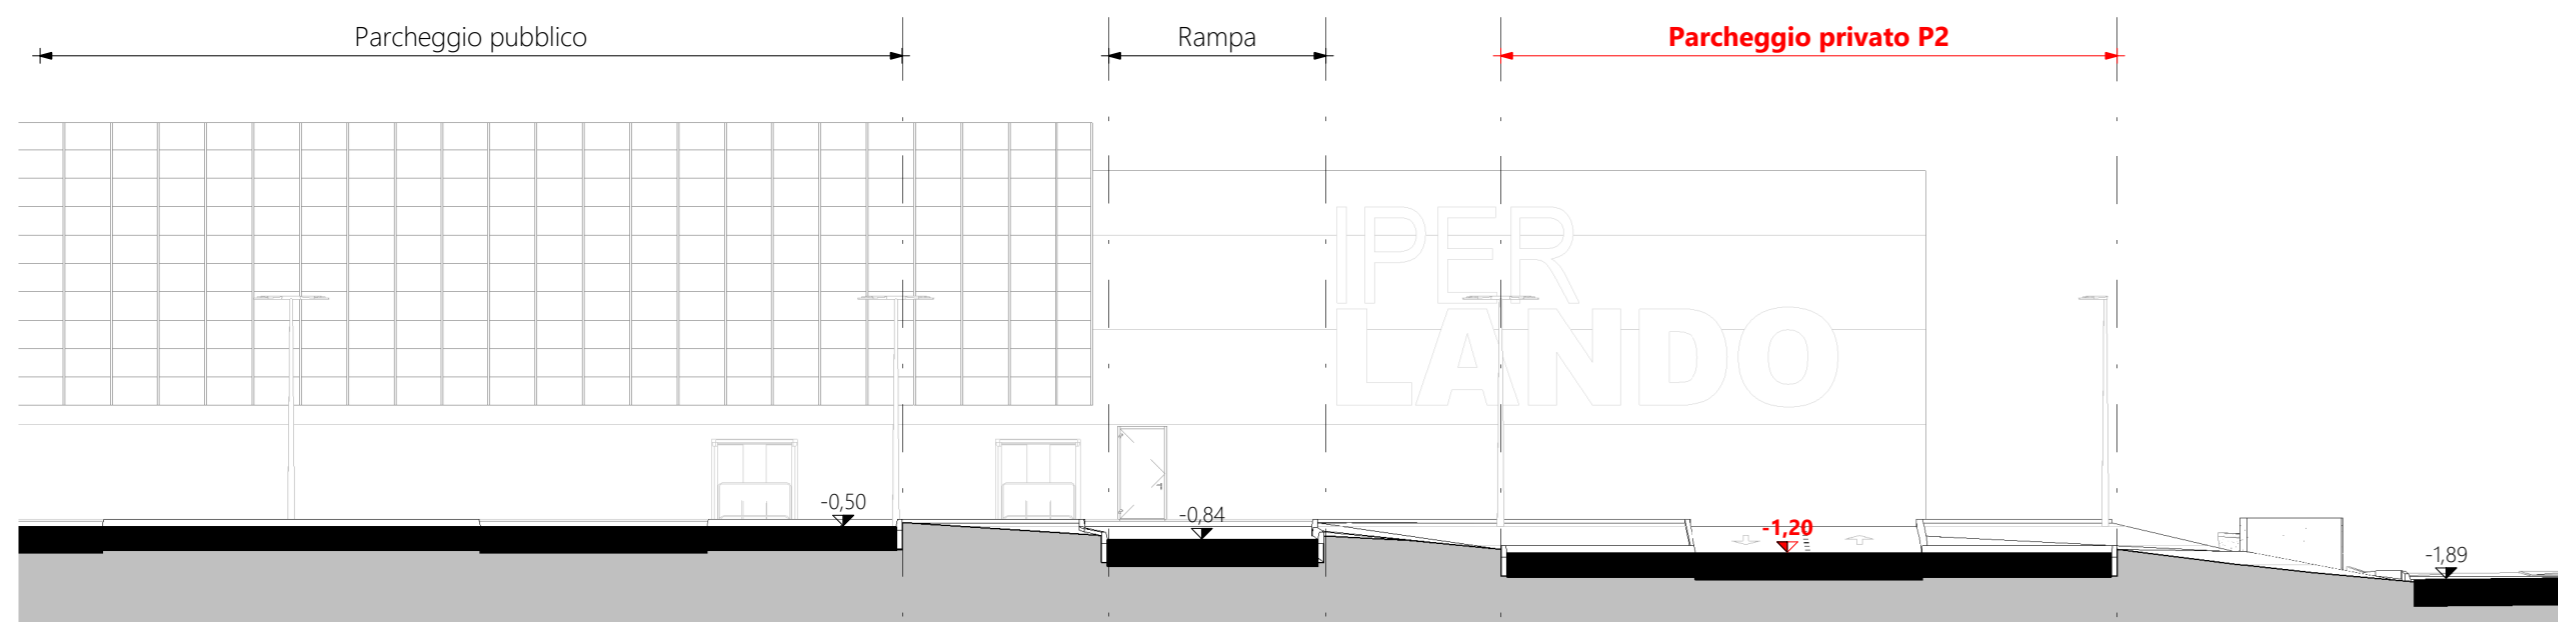 Parcheggio pubblico
Rampa
Parcheggio privato P2
IPER
LANDO
-0,50
-0,84
-1,20
-1,89